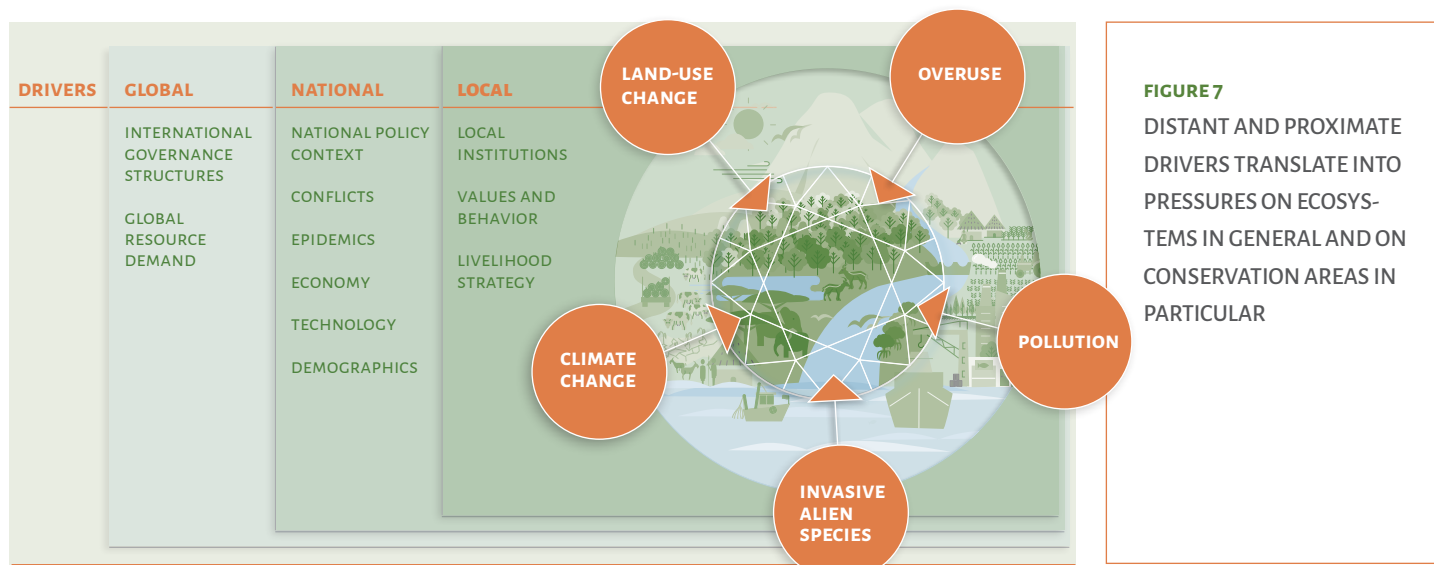 DRIVERS
GLOBAL
INTERNATIONAL
GOVERNANCE
STRUCTURES
GLOBAL
RESOURCE
DEMAND
NATIONAL
NATIONAL POLICY
CONTEXT
CONFLICTS
EPIDEMICS
ECONOMY
TECHNOLOGY
DEMOGRAPHICS
LOCAL
LOCAL
INSTITUTIONS
VALUES AND
BEHAVIOR
LIVELIHOOD
STRATEGY
LAND-USE
CHANGE
OVERUSE
POLLUTION
INVASIVE
ALIEN
SPECIES
CLIMATE
CHANGE
FIGURE 7
DISTANT AND PROXIMATE
DRIVERS TRANSLATE INTO
PRESSURES ON ECOSYS-
TEMS IN GENERAL AND ON
CONSERVATION AREAS IN
PARTICULAR